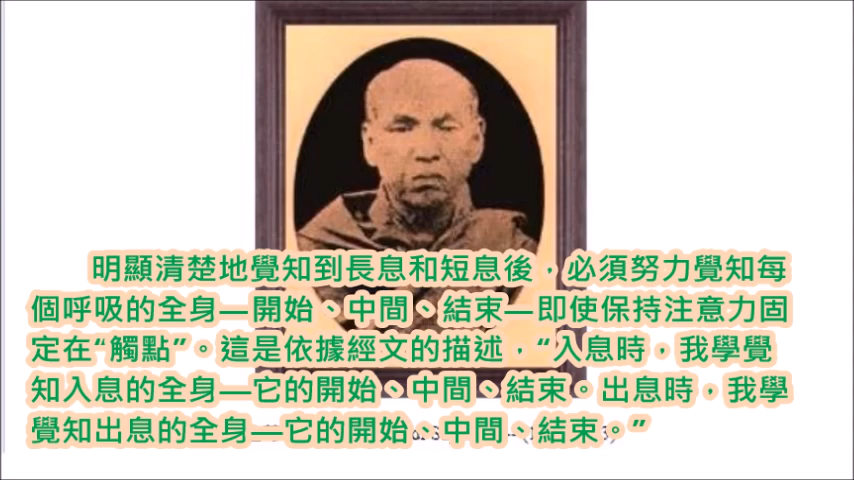 明顯清楚地覺知到長息和短息後，必須努力覺知每
個呼吸的全身—開始、中間、結束—即使保持注意力固
定在“觸點”。這是依據經文的描述，“入息時，我學覺
知入息的全身—它的開始、中間、結束。出息時，我學
覺知出息的全身—它的開始、中間、結束。”